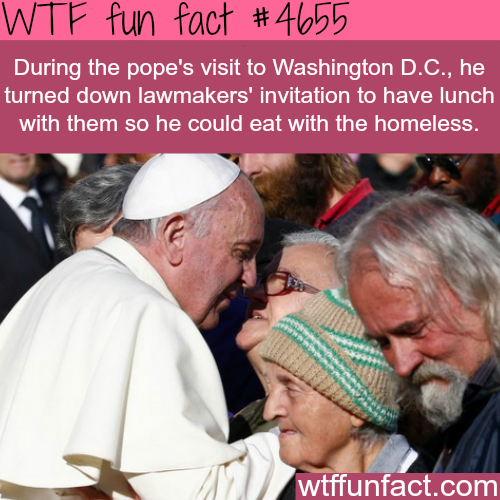 WTF fun fact #4655
During the pope's visit to Washington D.C., he
turned down lawmakers' invitation to have lunch
with them so he could eat with the homeless.
wtffunfact.com